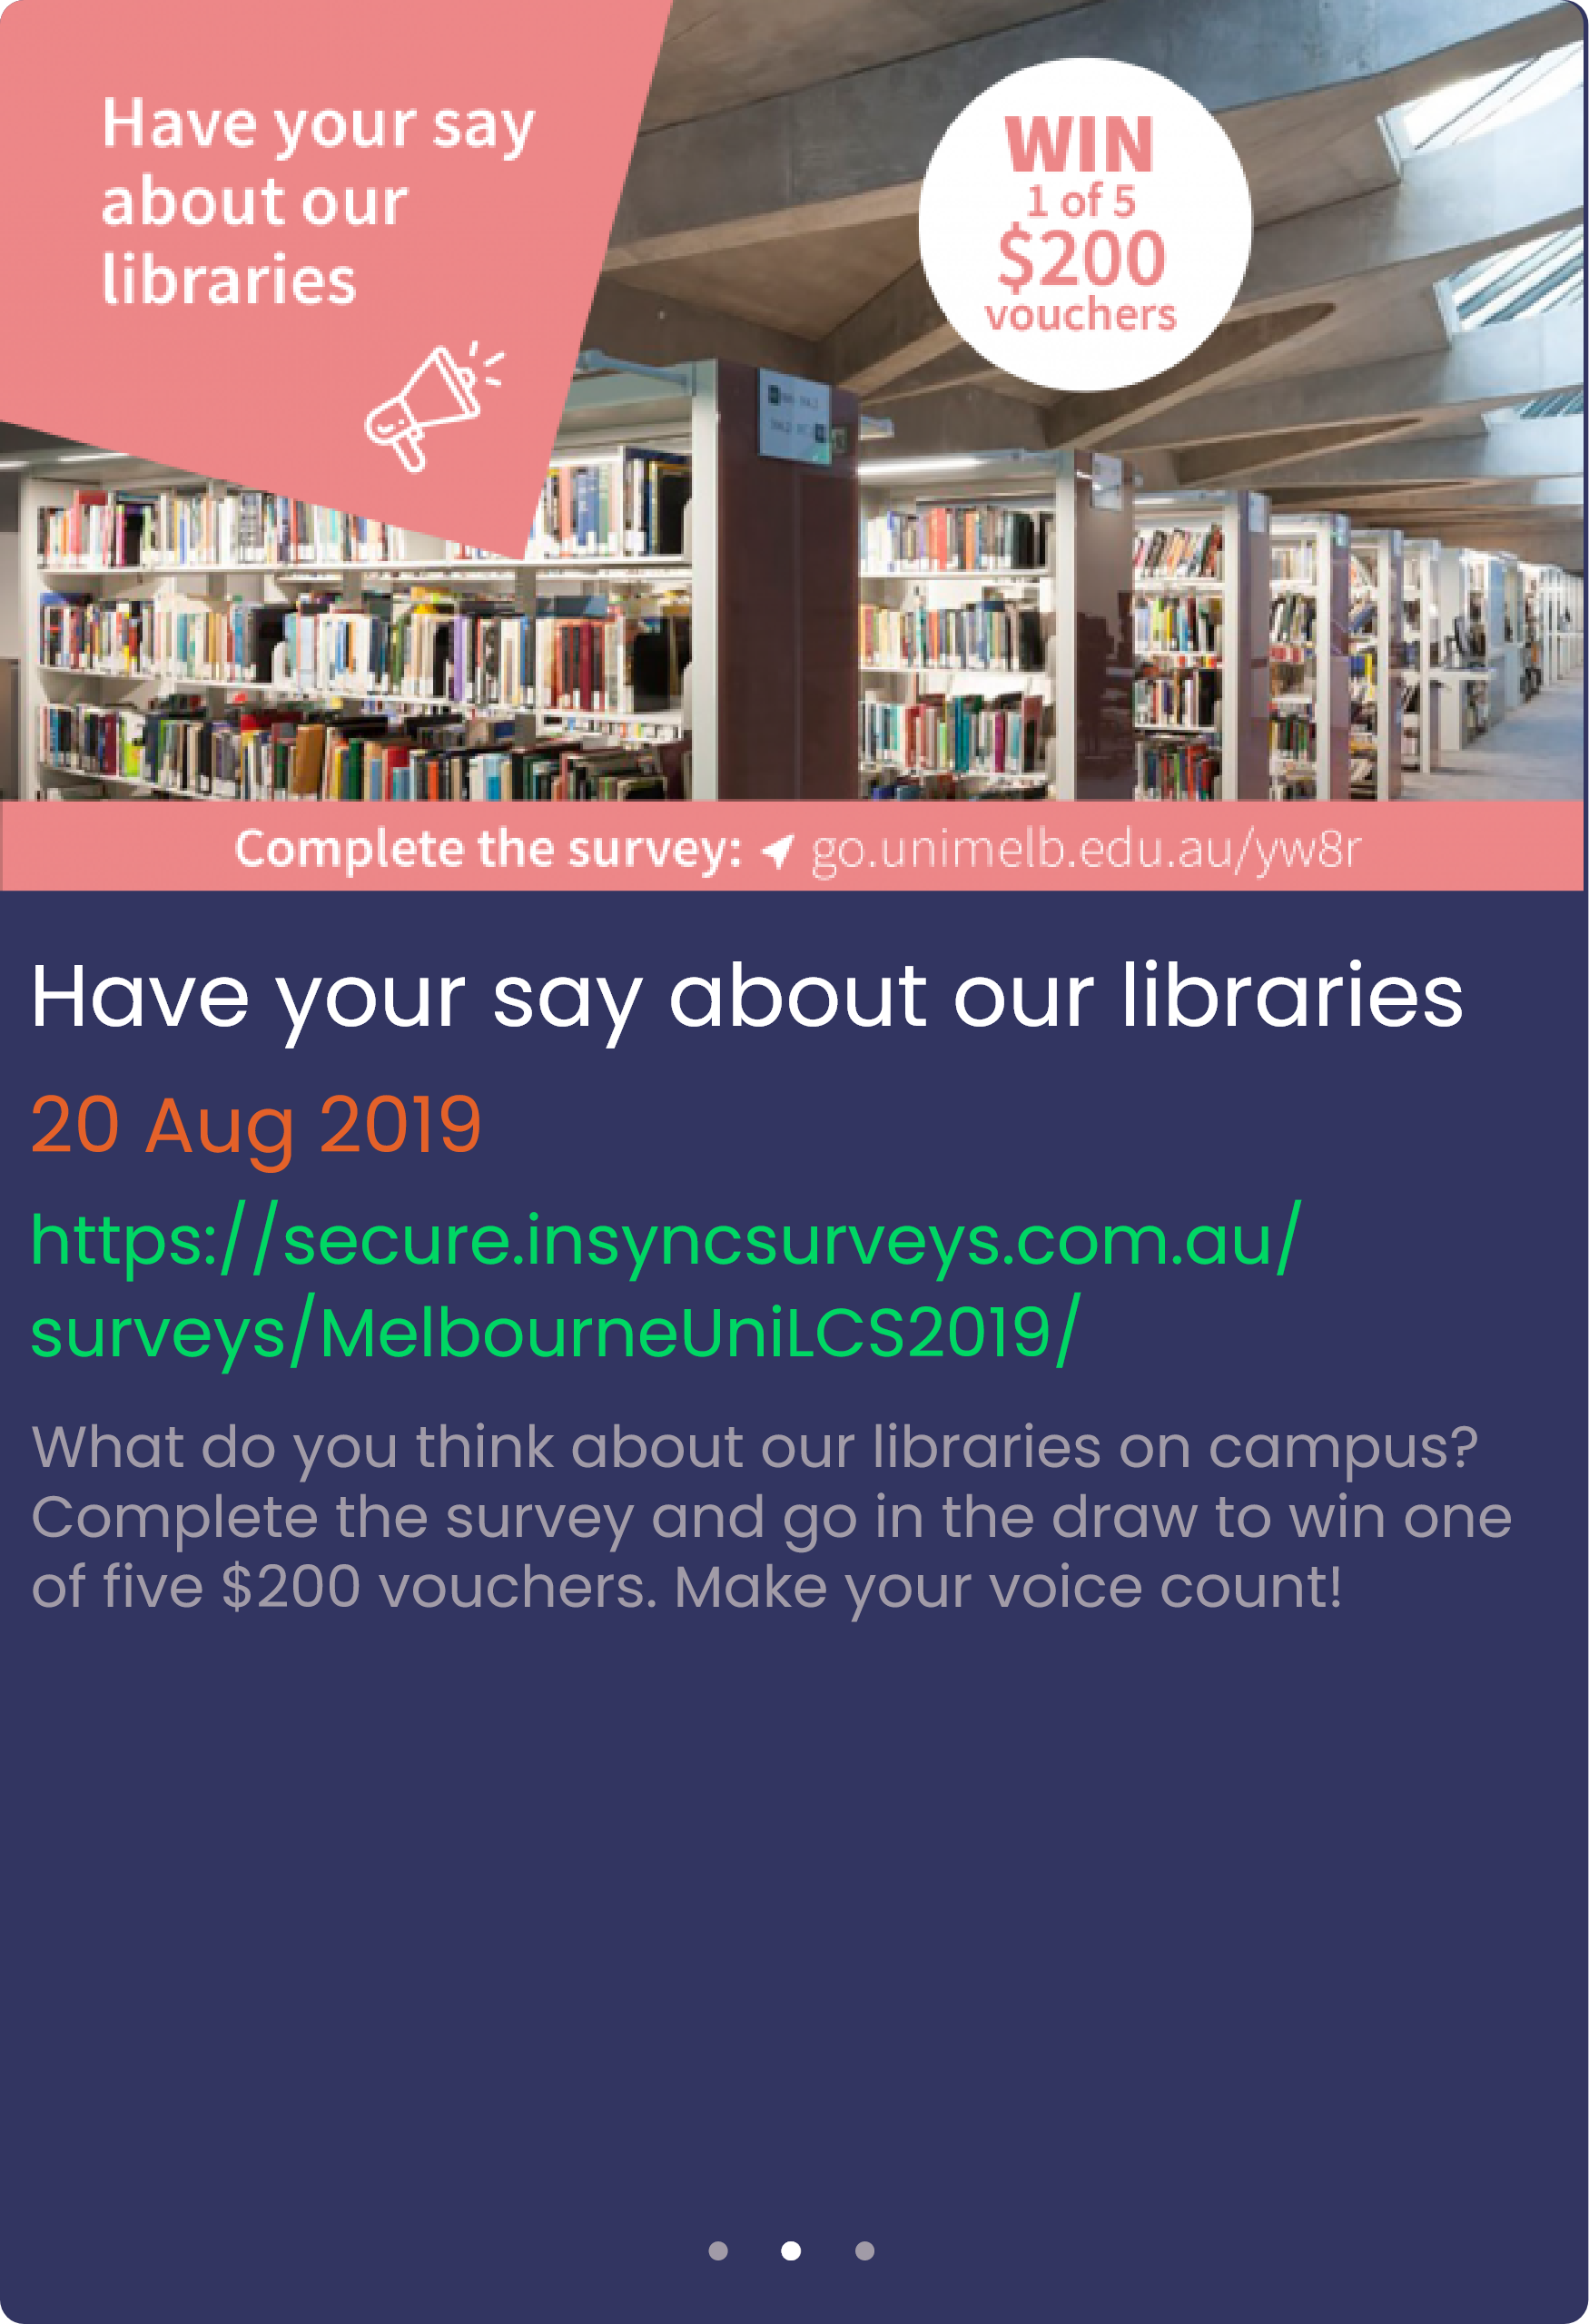 Have your say
about our
libraries
WIN
1 of 5
$200
vouchers
Complete the survey: go.unimelb.edu.au/yw8r
Have your say about our libraries
20 Aug 2019
https://secure.insyncsurveys.com.au/
surveys/MelbourneUniLCS2019/
What do you think about our libraries on campus?
Complete the survey and go in the draw to win one
of five $200 vouchers. Make your voice count!